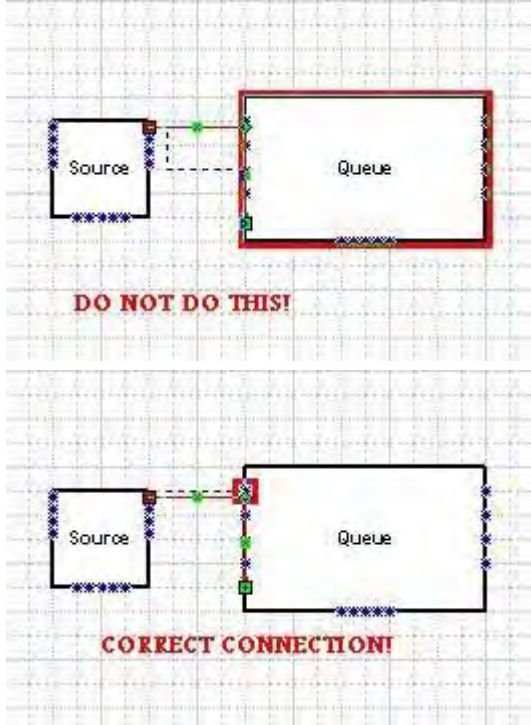 Source
Queue
DO NOT DO THIS!
Source
Queue
CORRECT CONNECTION!